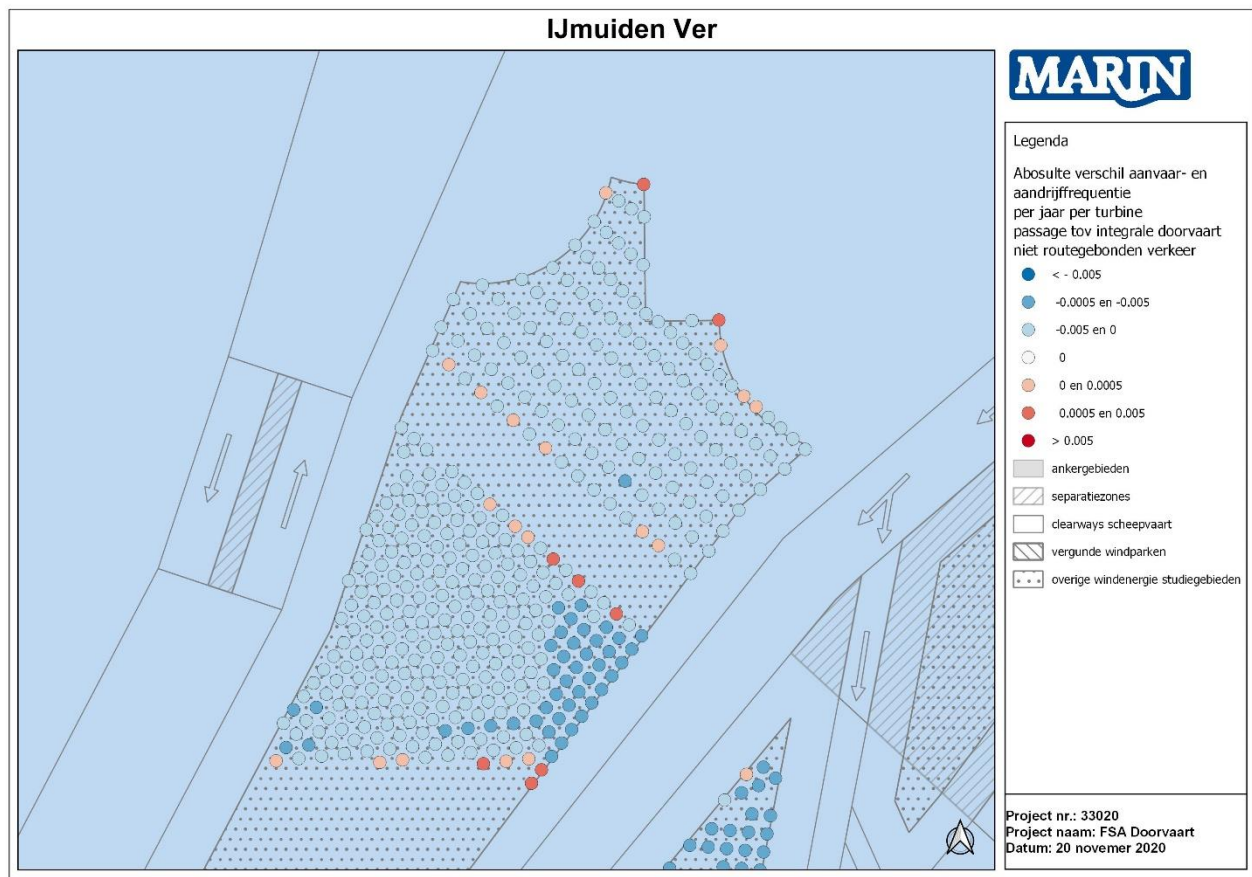 IJmuiden Ver
MARIN
Legenda
Abosulte verschil aanvaar- en
aandrijffrequentie
per jaar per turbine
passage tov integrale doorvaart
niet routegebonden verkeer
< - 0.005
-0.0005 en -0.005
-0.005 en 0
0
0 en 0.0005
0.0005 en 0.005
> 0.005
ankergebieden
separatiezones
clearways scheepvaart
vergunde windparken
overige windenergie studiegebieden
Project nr.: 33020
Project naam: FSA Doorvaart
Datum: 20 novemer 2020